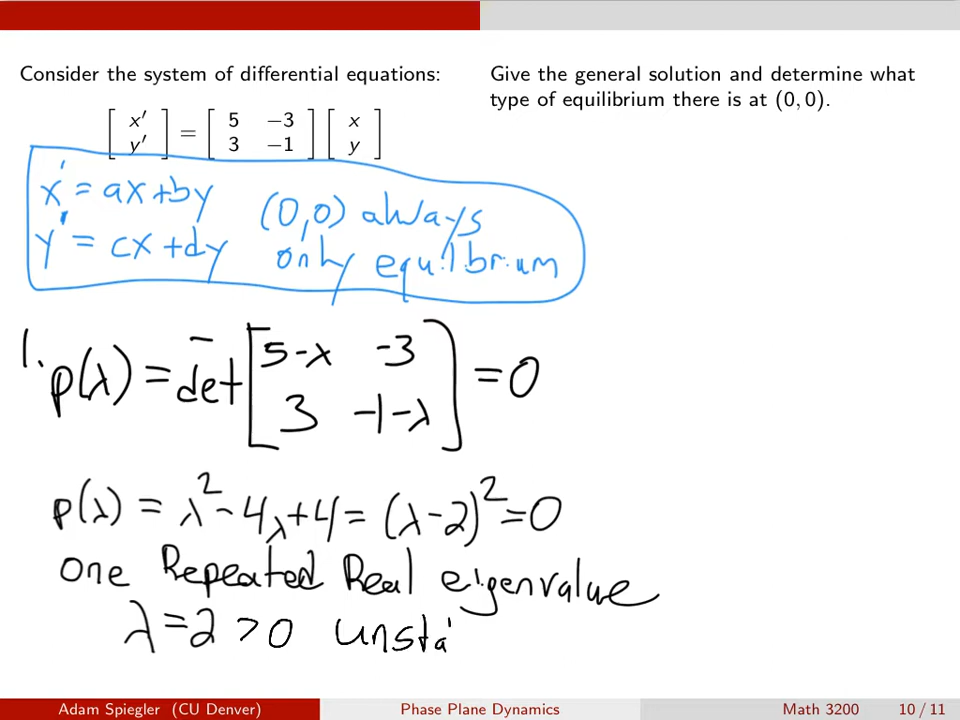 Consider the system of differential equations:
[ x′ ] = [ 5 −3 ] [ x ]
[ y′ ] [ 3 −1 ] [ y ]
Give the general solution and determine what
type of equilibrium there is at (0, 0).
x' = ax+by
y' = cx+dy
(0,0) always
only equilibrium
1. p(λ) = det [ 5-λ -3 ] = 0
[ 3 -1-λ ]
p(λ) = λ² - 4λ+4 = (λ-2)² = 0
one Repeated Real eigenvalue
λ = 2 > 0 unsta
Adam Spiegler (CU Denver)
Phase Plane Dynamics
Math 3200
10 / 11